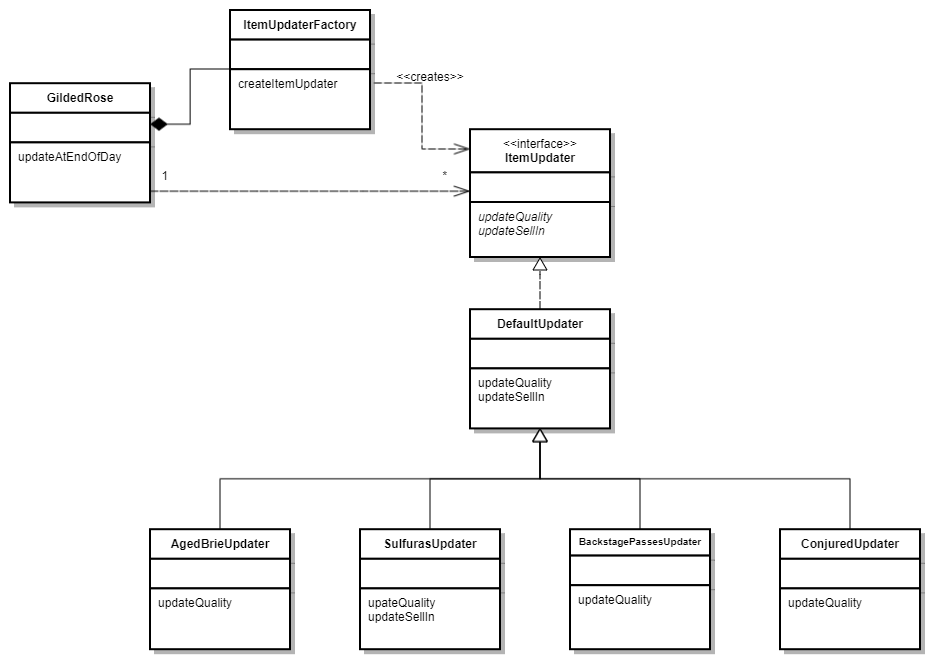 ItemUpdaterFactory
createItemUpdater
<<creates>>
GildedRose
updateAtEndOfDay
1
*
<<interface>>
ItemUpdater
updateQuality
updateSellIn
DefaultUpdater
updateQuality
updateSellIn
AgedBrieUpdater
updateQuality
SulfurasUpdater
upateQuality
updateSellIn
BackstagePassesUpdater
updateQuality
ConjuredUpdater
updateQuality